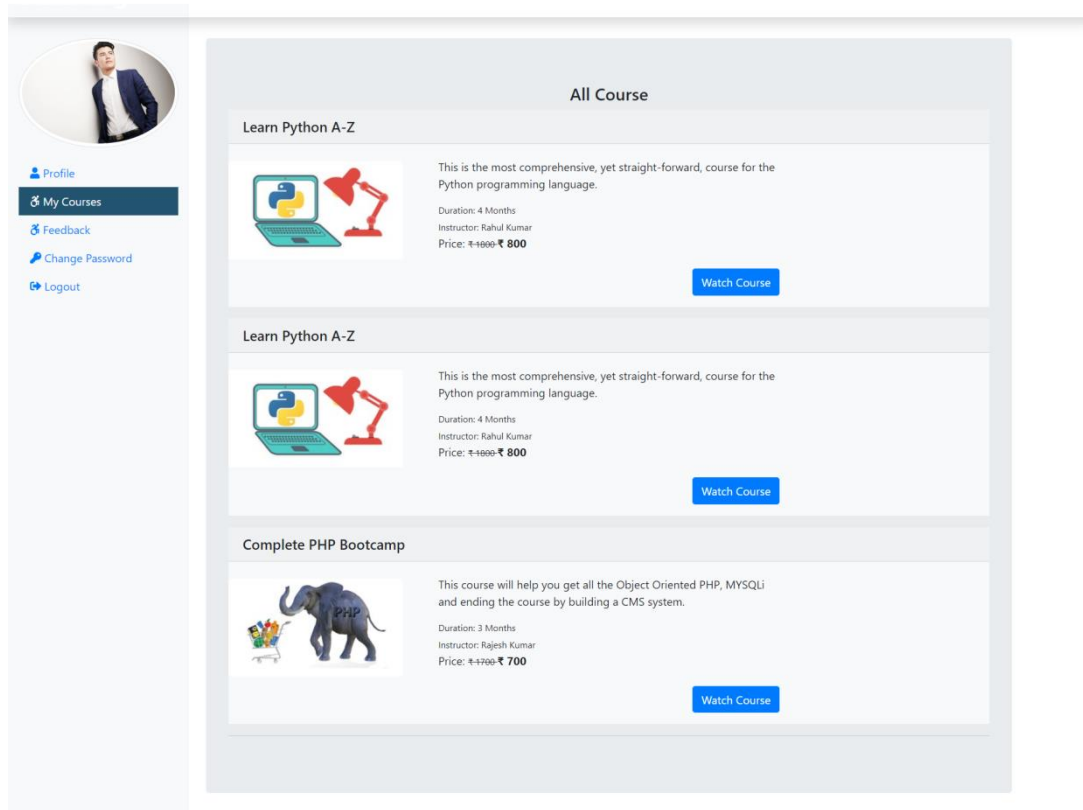 Profile
My Courses
Feedback
Change Password
Logout
All Course
Learn Python A-Z
This is the most comprehensive, yet straight-forward, course for the
Python programming language.
Duration: 4 Months
Instructor: Rahul Kumar
Price: ₹ 1800 ₹ 800
Watch Course
Learn Python A-Z
This is the most comprehensive, yet straight-forward, course for the
Python programming language.
Duration: 4 Months
Instructor: Rahul Kumar
Price: ₹ 1800 ₹ 800
Watch Course
Complete PHP Bootcamp
PHP
This course will help you get all the Object Oriented PHP, MYSQLi
and ending the course by building a CMS system.
Duration: 3 Months
Instructor: Rajesh Kumar
Price: ₹ 1700 ₹ 700
Watch Course